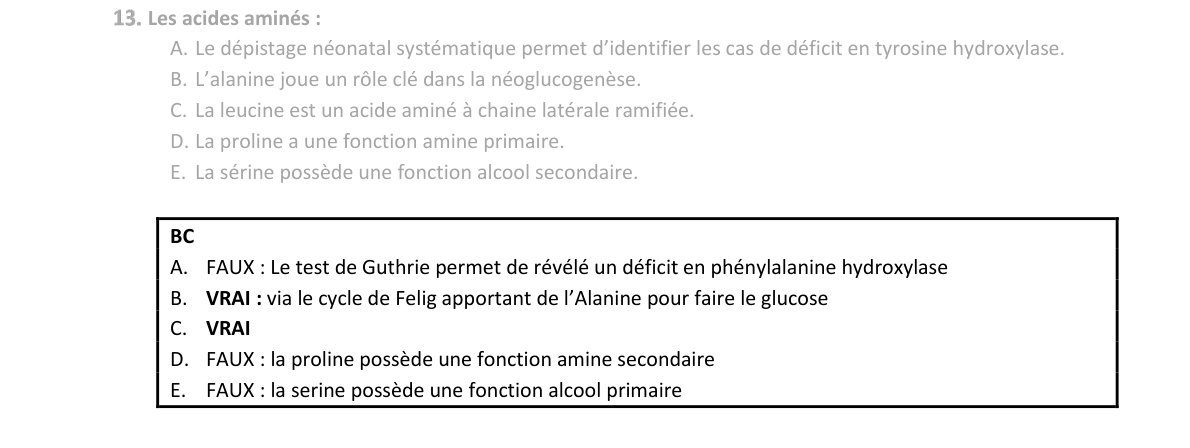 13. Les acides aminés :
A. Le dépistage néonatal systématique permet d’identifier les cas de déficit en tyrosine hydroxylase.
B. L’alanine joue un rôle clé dans la néoglucogenèse.
C. La leucine est un acide aminé à chaine latérale ramifiée.
D. La proline a une fonction amine primaire.
E. La sérine possède une fonction alcool secondaire.
BC
A. FAUX : Le test de Guthrie permet de révélé un déficit en phénylalanine hydroxylase
B. VRAI : via le cycle de Felig apportant de l’Alanine pour faire le glucose
C. VRAI
D. FAUX : la proline possède une fonction amine secondaire
E. FAUX : la serine possède une fonction alcool primaire